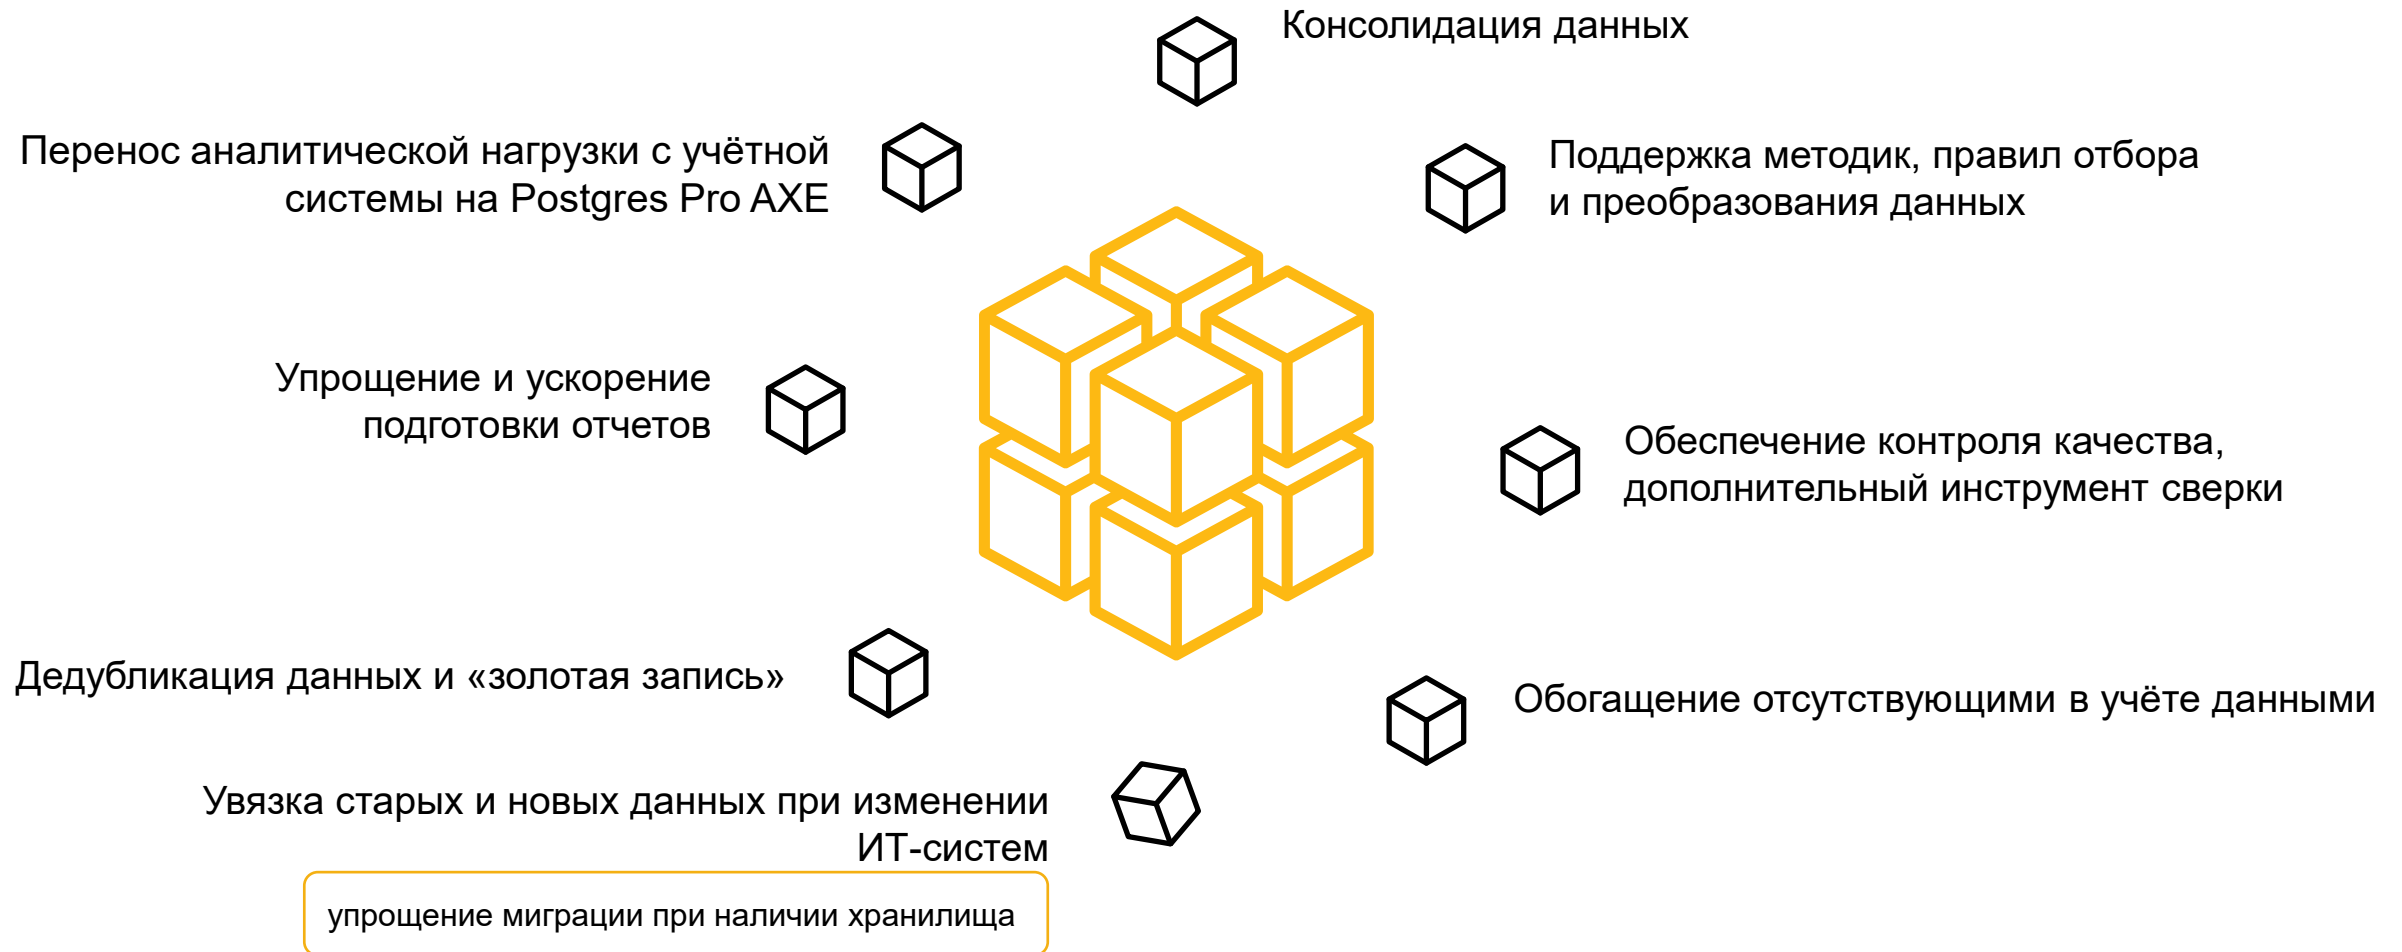 Консолидация данных
Перенос аналитической нагрузки с учётной
системы на Postgres Pro AXE
Поддержка методик, правил отбора
и преобразования данных
Упрощение и ускорение
подготовки отчетов
Обеспечение контроля качества,
дополнительный инструмент сверки
Дедубликация данных и «золотая запись»
Обогащение отсутствующими в учёте данными
Увязка старых и новых данных при изменении
ИТ-систем
упрощение миграции при наличии хранилища